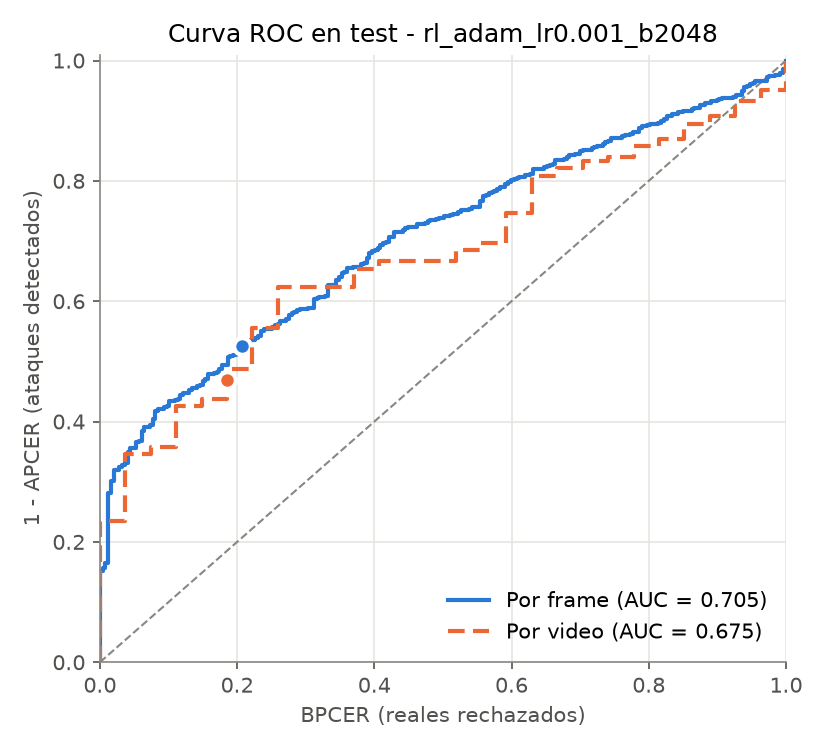 Curva ROC en test - rl_adam_lr0.001_b2048
1 - APCER (ataques detectados)
1.0
0.8
0.6
0.4
0.2
0.0
Por frame (AUC = 0.705)
Por video (AUC = 0.675)
0.0 0.2 0.4 0.6 0.8 1.0
BPCER (reales rechazados)